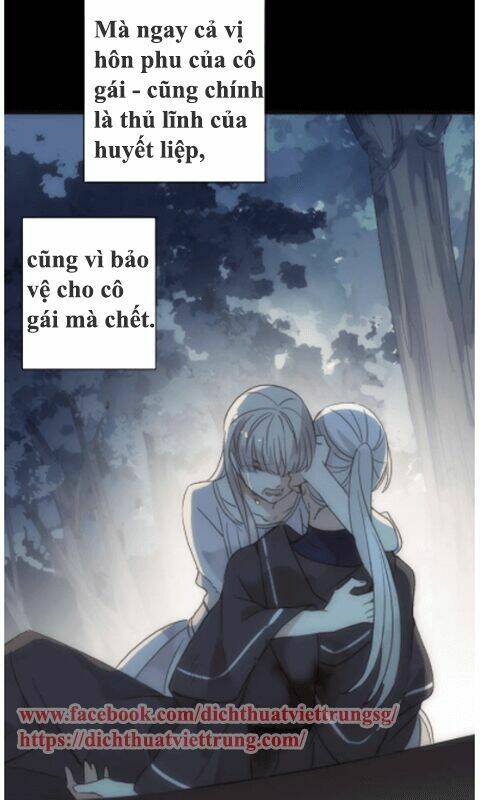 Mà ngay cả vị
hôn phu của cô
gái - cũng chính
là thủ lĩnh của
huyết liệp,
cũng vì bảo
vệ cho cô
gái mà chết.
www.facebook.com/dichthuatviettrungsg/
https://dichthuatviettrung.com/